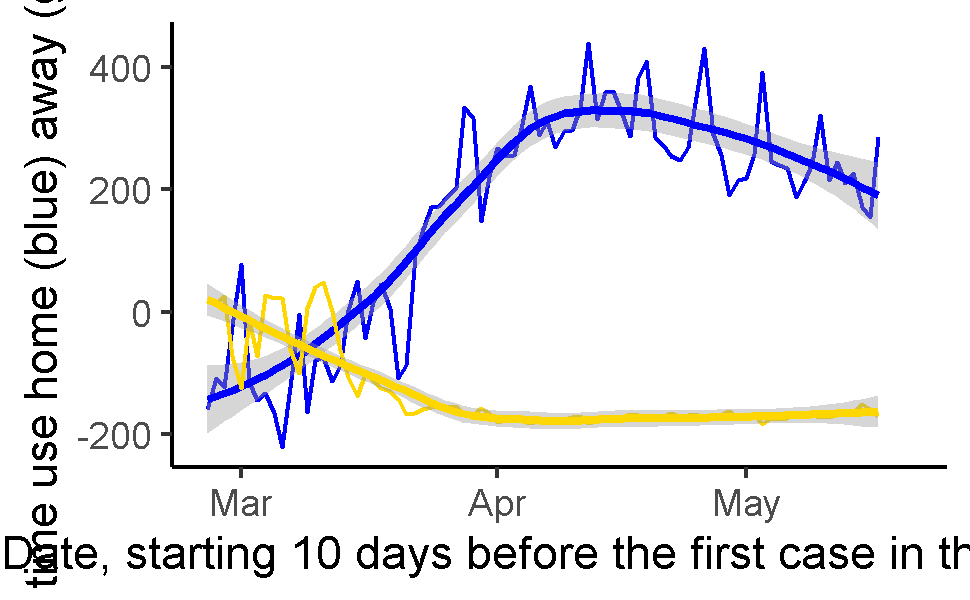 time use home (blue) away (
400
200
0
-200
Mar Apr May
Date, starting 10 days before the first case in th